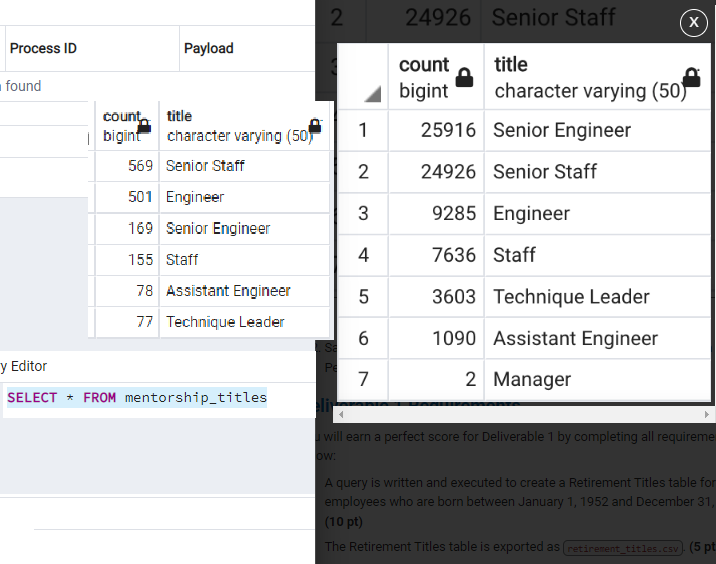 Process ID
Payload
found
count
bigint
title
character varying (50)
569 Senior Staff
501 Engineer
169 Senior Engineer
155 Staff
78 Assistant Engineer
77 Technique Leader
y Editor
SELECT * FROM mentorship_titles
2 24926 Senior Staff
X
count
bigint
title
character varying (50)
1 25916 Senior Engineer
2 24926 Senior Staff
3 9285 Engineer
4 7636 Staff
5 3603 Technique Leader
6 1090 Assistant Engineer
7 2 Manager
Se
Pe
eliverable 1 Requirements
u will earn a perfect score for Deliverable 1 by completing all requireme
ow:
A query is written and executed to create a Retirement Titles table for
employees who are born between January 1, 1952 and December 31,
(10 pt)
The Retirement Titles table is exported as retirement_titles.csv. (5 pt